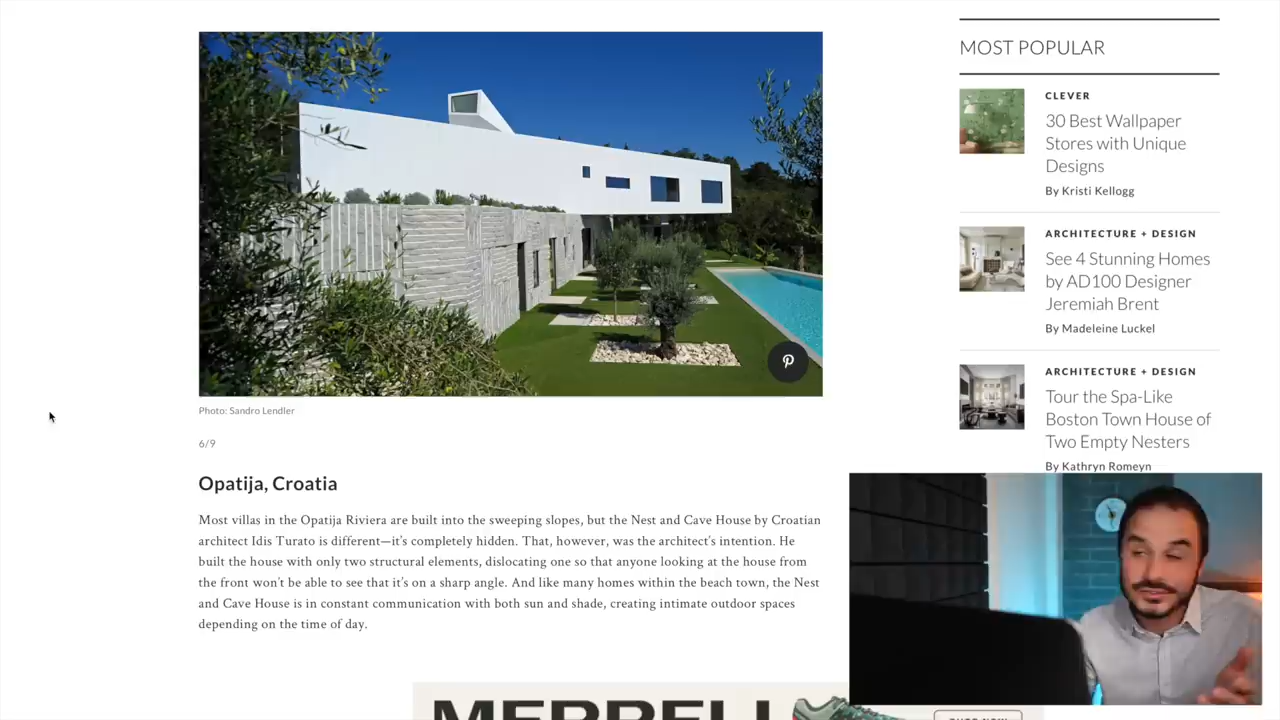 MOST POPULAR
CLEVER
30 Best Wallpaper
Stores with Unique
Designs
By Kristi Kellogg
ARCHITECTURE + DESIGN
See 4 Stunning Homes
by AD100 Designer
Jeremiah Brent
By Madeleine Luckel
ARCHITECTURE + DESIGN
Tour the Spa-Like
Boston Town House of
Two Empty Nesters
By Kathryn Romeyn
Photo: Sandro Lendler
6/9
Opatija, Croatia
Most villas in the Opatija Riviera are built into the sweeping slopes, but the Nest and Cave House by Croatian
architect Idis Turato is different—it's completely hidden. That, however, was the architect's intention. He
built the house with only two structural elements, dislocating one so that anyone looking at the house from
the front won't be able to see that it's on a sharp angle. And like many homes within the beach town, the Nest
and Cave House is in constant communication with both sun and shade, creating intimate outdoor spaces
depending on the time of day.
MERRELL